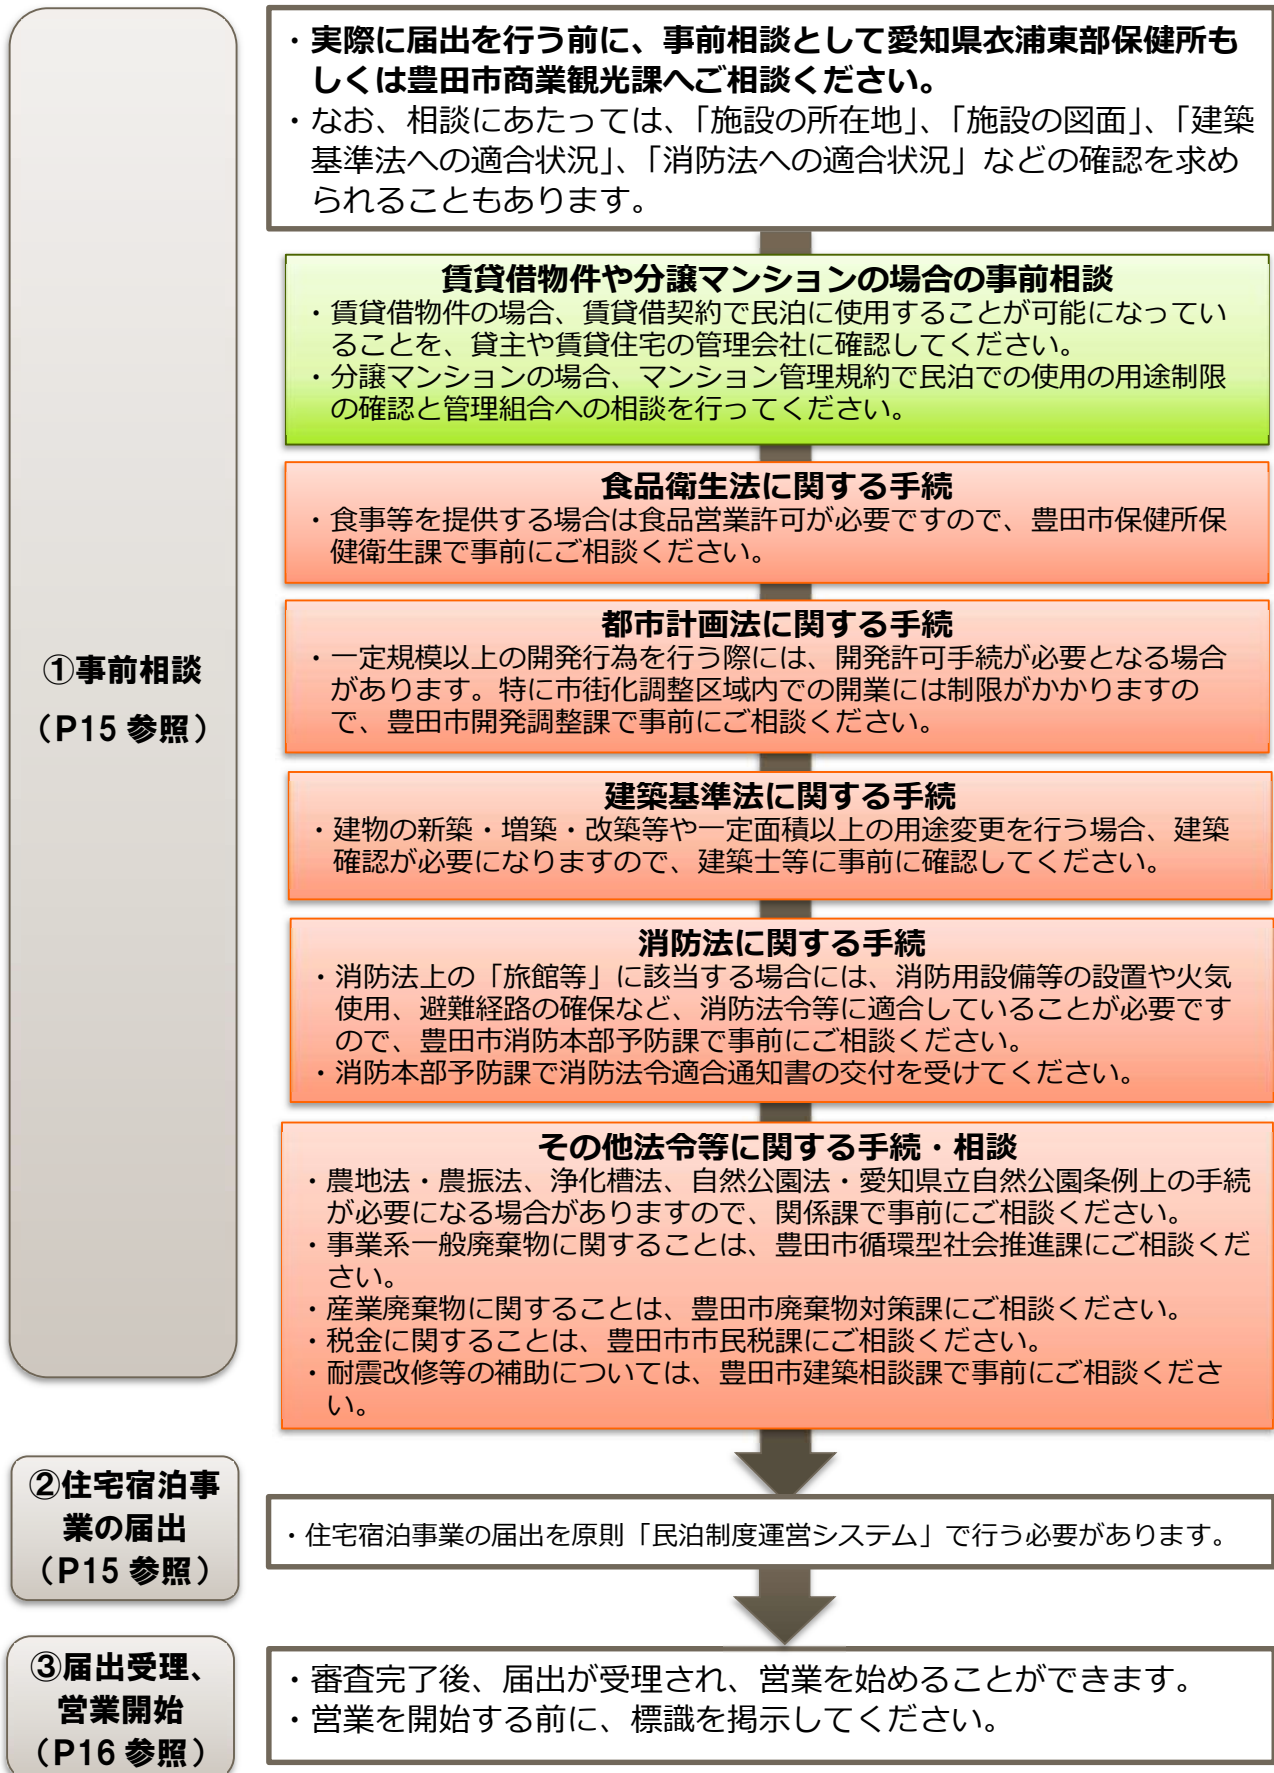 ・実際に届出を行う前に、事前相談として愛知県衣浦東部保健所も
しくは豊田市商業観光課へご相談ください。
・なお、相談にあたっては、「施設の所在地」、「施設の図面」、「建築
基準法への適合状況」、「消防法への適合状況」などの確認を求め
られることもあります。
賃貸借物件や分譲マンションの場合の事前相談
・賃貸借物件の場合、賃貸借契約で民泊に使用することが可能になってい
ることを、貸主や賃貸住宅の管理会社に確認してください。
・分譲マンションの場合、マンション管理規約で民泊での使用の用途制限
の確認と管理組合への相談を行ってください。
食品衛生法に関する手続
・食事等を提供する場合は食品営業許可が必要ですので、豊田市保健所保
健衛生課で事前にご相談ください。
都市計画法に関する手続
・一定規模以上の開発行為を行う際には、開発許可手続が必要となる場合
があります。特に市街化調整区域内での開業には制限がかかりますの
で、豊田市開発調整課で事前にご相談ください。
①事前相談
（P15 参照）
建築基準法に関する手続
・建物の新築・増築・改築等や一定面積以上の用途変更を行う場合、建築
確認が必要になりますので、建築士等に事前に確認してください。
消防法に関する手続
・消防法上の「旅館等」に該当する場合には、消防用設備等の設置や火気
使用、避難経路の確保など、消防法令等に適合していることが必要です
ので、豊田市消防本部予防課で事前にご相談ください。
・消防本部予防課で消防法令適合通知書の交付を受けてください。
その他法令等に関する手続・相談
・農地法・農振法、浄化槽法、自然公園法・愛知県立自然公園条例上の手続
が必要になる場合がありますので、関係課で事前にご相談ください。
・事業系一般廃棄物に関することは、豊田市循環型社会推進課にご相談くだ
さい。
・産業廃棄物に関することは、豊田市廃棄物対策課にご相談ください。
・税金に関することは、豊田市市民税課にご相談ください。
・耐震改修等の補助については、豊田市建築相談課で事前にご相談くださ
い。
②住宅宿泊事
業の届出
（P15 参照）
・住宅宿泊事業の届出を原則「民泊制度運営システム」で行う必要があります。
③届出受理、
営業開始
（P16 参照）
・審査完了後、届出が受理され、営業を始めることができます。
・営業を開始する前に、標識を掲示してください。